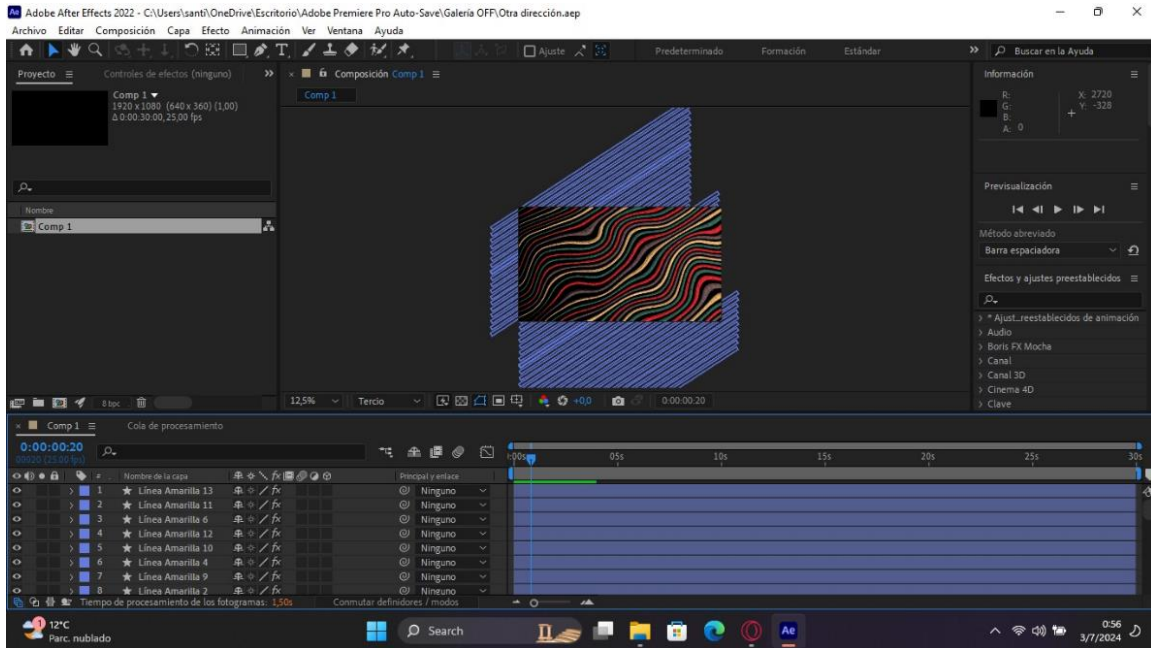 Adobe After Effects 2022 - C:\Users\santi\OneDrive\Escritorio\Adobe Premiere Pro Auto-Save\Galería OFF\Otra dirección.aep
Archivo Editar Composición Capa Efecto Animación Ver Ventana Ayuda
Ajuste Predeterminado Formación Estándar Buscar en la Ayuda
Proyecto Controles de efectos (ninguno) Composición Comp 1 Información
Comp 1
1920 x 1080 (640 x 360) (1,00)
Δ 0:00:30:00, 25,00 fps
Comp 1
R: X: 2720
G: Y: -328
B:
A: 0
Previsualización
Nombre
Comp 1
Método abreviado
Barra espaciadora
Efectos y ajustes preestablecidos
* Ajust_reestablecidos de animación
Audio
Boris FX Mocha
Canal
Canal 3D
Cinema 4D
Clave
8 bpc 12,5% Tercio +0,0 0:00:00:20
Comp 1 Cola de procesamiento
0:00:00:20
00020 (25.00 fps)
:00s 05s 10s 15s 20s 25s 30s
# Nombre de la capa Principal y enlace
1 Línea Amarilla 13 Ninguno
2 Línea Amarilla 11 Ninguno
3 Línea Amarilla 6 Ninguno
4 Línea Amarilla 12 Ninguno
5 Línea Amarilla 10 Ninguno
6 Línea Amarilla 4 Ninguno
7 Línea Amarilla 9 Ninguno
8 Línea Amarilla 2 Ninguno
Tiempo de procesamiento de los fotogramas: 1,50s Conmutar definidores / modos
1 12°C
Parc. nublado
Search
Ae
0:56
3/7/2024